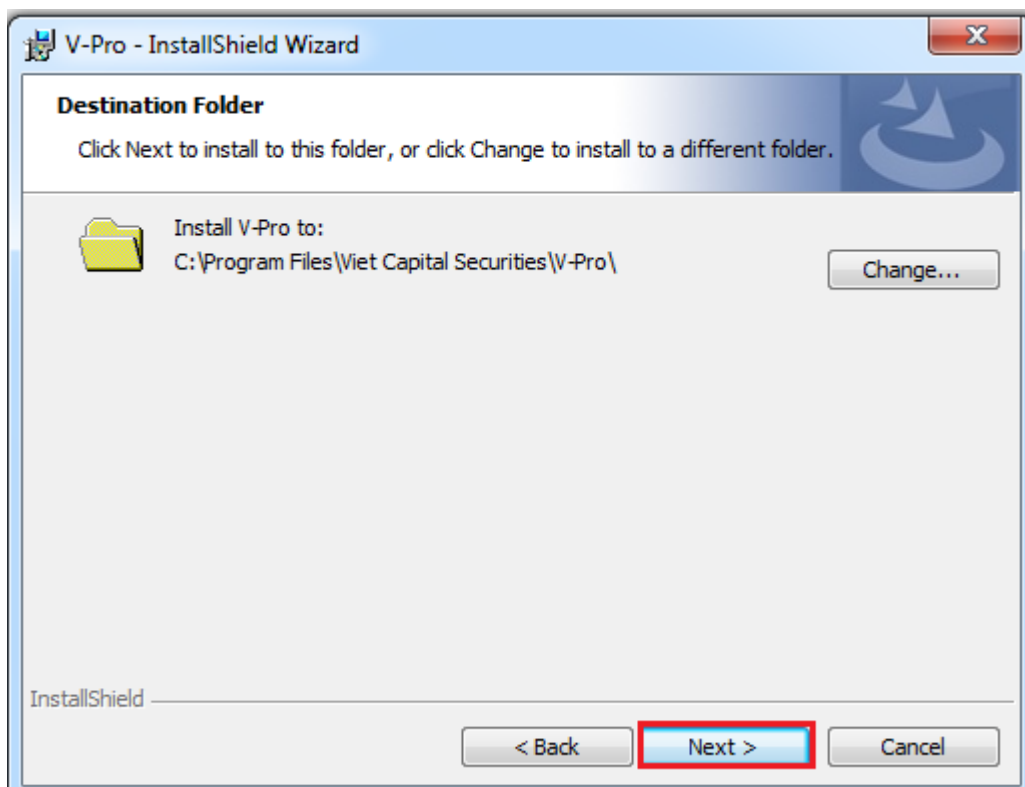 V-Pro - InstallShield Wizard
X
Destination Folder
Click Next to install to this folder, or click Change to install to a different folder.
Install V-Pro to:
C:\Program Files\Viet Capital Securities\V-Pro\
Change...
InstallShield
< Back
Next >
Cancel